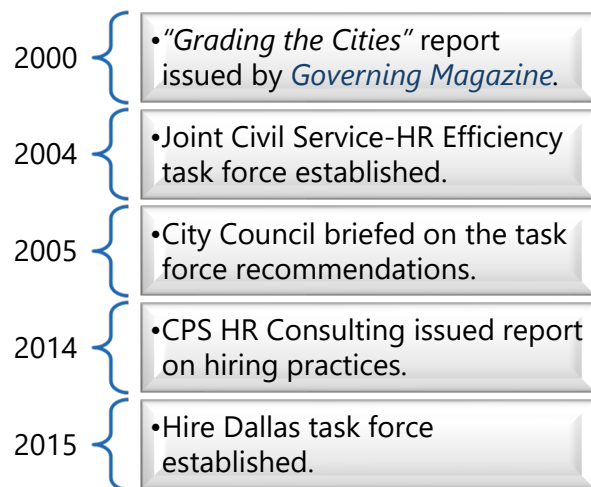 2000
•“Grading the Cities” report
issued by Governing Magazine.
2004
•Joint Civil Service-HR Efficiency
task force established.
2005
•City Council briefed on the task
force recommendations.
2014
•CPS HR Consulting issued report
on hiring practices.
2015
•Hire Dallas task force
established.